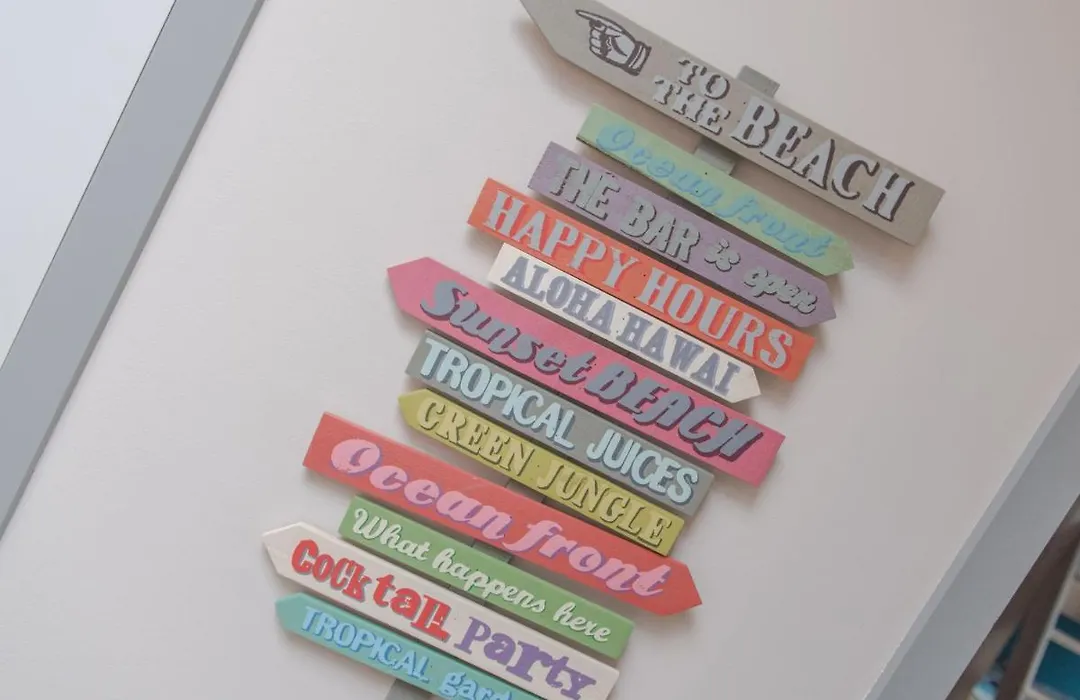 TO
THE BEACH
Ocean front
THE BAR is open
HAPPY HOURS
ALOHA HAWAI
Sunset BEACH
TROPICAL JUICES
GREEN JUNGLE
Ocean front
What happens here
Cocktail Party
TROPICAL gard